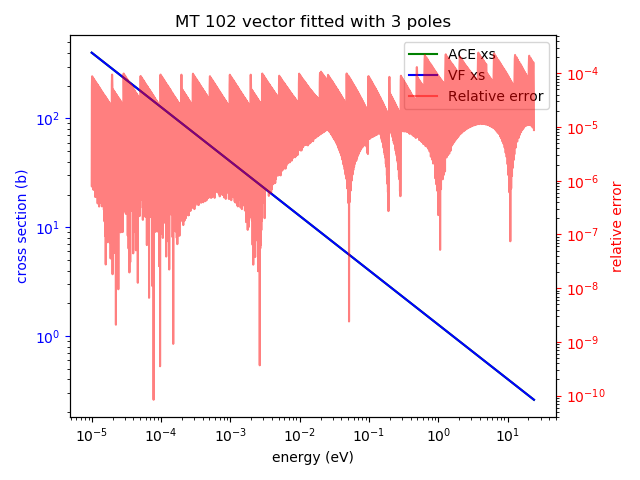 MT 102 vector fitted with 3 poles
ACE xs
VF xs
Relative error
cross section (b)
10²
10¹
10⁰
relative error
10⁻⁴
10⁻⁵
10⁻⁶
10⁻⁷
10⁻⁸
10⁻⁹
10⁻¹⁰
10⁻⁵ 10⁻⁴ 10⁻³ 10⁻² 10⁻¹ 10⁰ 10¹
energy (eV)